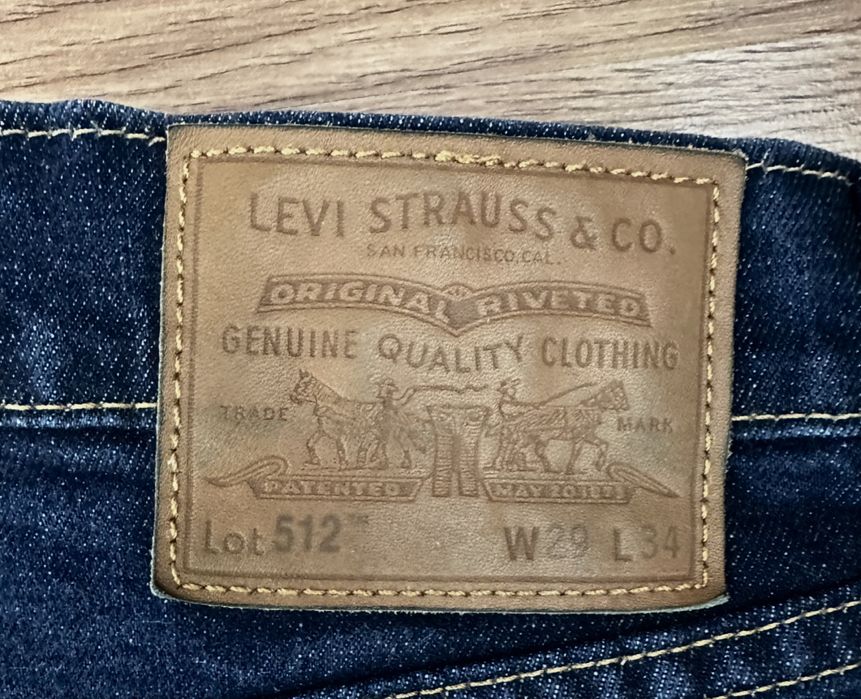 LEVI STRAUSS & CO.
SAN FRANCISCO, CAL.
ORIGINAL RIVETED
GENUINE QUALITY CLOTHING
TRADE MARK
PATENTED MAY 20 1873
Lot 512™ W29 L34